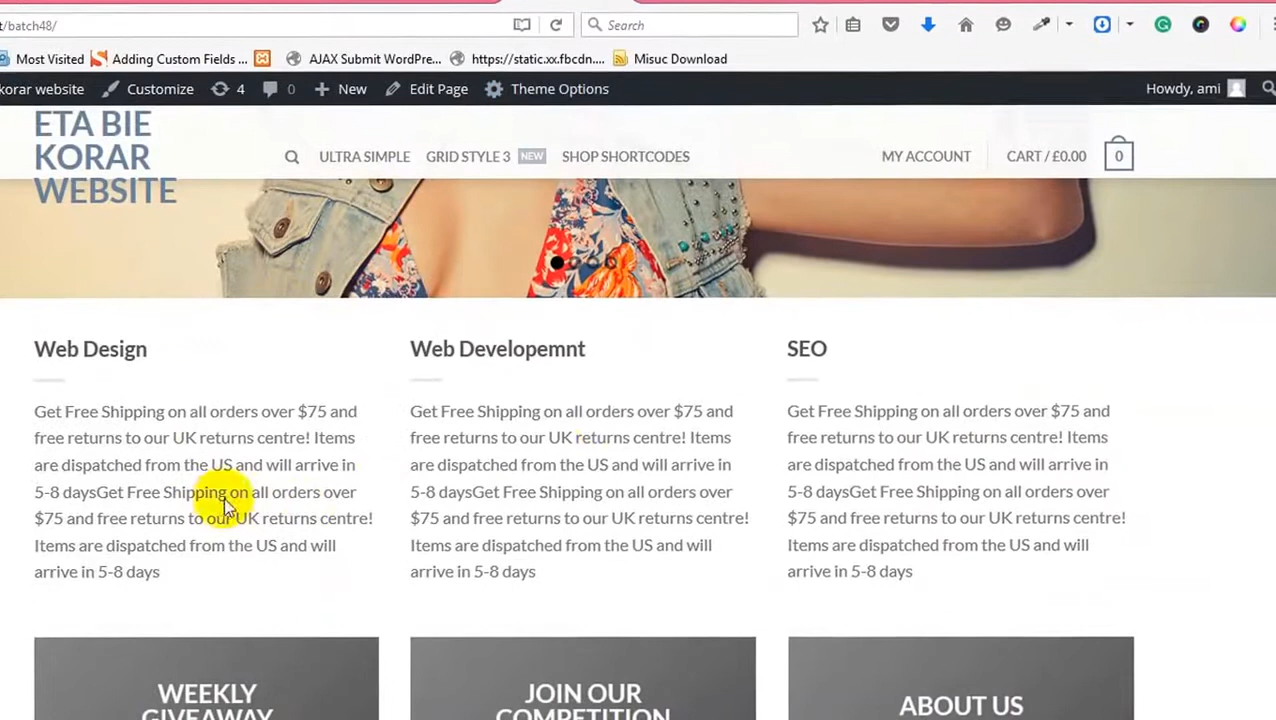 t/batch48/
Search
Most Visited
Adding Custom Fields ...
AJAX Submit WordPre...
https://static.xx.fbcdn....
Misuc Download
korar website
Customize
4
0
New
Edit Page
Theme Options
Howdy, ami
ETA BIE
KORAR
WEBSITE
ULTRA SIMPLE
GRID STYLE 3 NEW
SHOP SHORTCODES
MY ACCOUNT
CART / £0.00
0
Web Design
Get Free Shipping on all orders over $75 and
free returns to our UK returns centre! Items
are dispatched from the US and will arrive in
5-8 daysGet Free Shipping on all orders over
$75 and free returns to our UK returns centre!
Items are dispatched from the US and will
arrive in 5-8 days
Web Developemnt
Get Free Shipping on all orders over $75 and
free returns to our UK returns centre! Items
are dispatched from the US and will arrive in
5-8 daysGet Free Shipping on all orders over
$75 and free returns to our UK returns centre!
Items are dispatched from the US and will
arrive in 5-8 days
SEO
Get Free Shipping on all orders over $75 and
free returns to our UK returns centre! Items
are dispatched from the US and will arrive in
5-8 daysGet Free Shipping on all orders over
$75 and free returns to our UK returns centre!
Items are dispatched from the US and will
arrive in 5-8 days
WEEKLY
GIVEAWAY
JOIN OUR
COMPETITION
ABOUT US